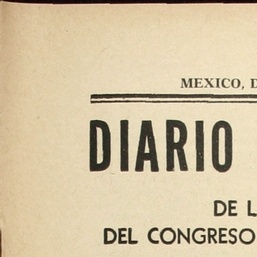 MEXICO, D
DIARIO
DE L
DEL CONGRESO